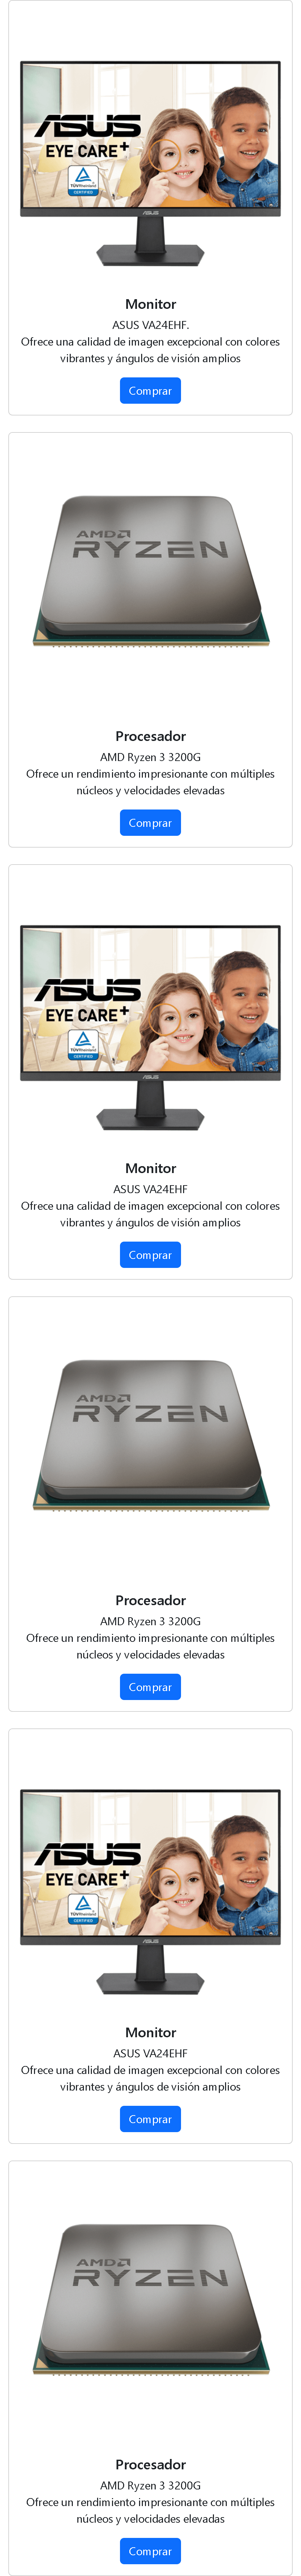 ASUS
EYE CARE+
TÜVRheinland
CERTIFIED
ASUS
Monitor
ASUS VA24EHF.
Ofrece una calidad de imagen excepcional con colores
vibrantes y ángulos de visión amplios
Comprar
AMD
RYZEN
Procesador
AMD Ryzen 3 3200G
Ofrece un rendimiento impresionante con múltiples
núcleos y velocidades elevadas
Comprar
ASUS
EYE CARE+
TÜVRheinland
CERTIFIED
ASUS
Monitor
ASUS VA24EHF
Ofrece una calidad de imagen excepcional con colores
vibrantes y ángulos de visión amplios
Comprar
AMD
RYZEN
Procesador
AMD Ryzen 3 3200G
Ofrece un rendimiento impresionante con múltiples
núcleos y velocidades elevadas
Comprar
ASUS
EYE CARE+
TÜVRheinland
CERTIFIED
ASUS
Monitor
ASUS VA24EHF
Ofrece una calidad de imagen excepcional con colores
vibrantes y ángulos de visión amplios
Comprar
AMD
RYZEN
Procesador
AMD Ryzen 3 3200G
Ofrece un rendimiento impresionante con múltiples
núcleos y velocidades elevadas
Comprar